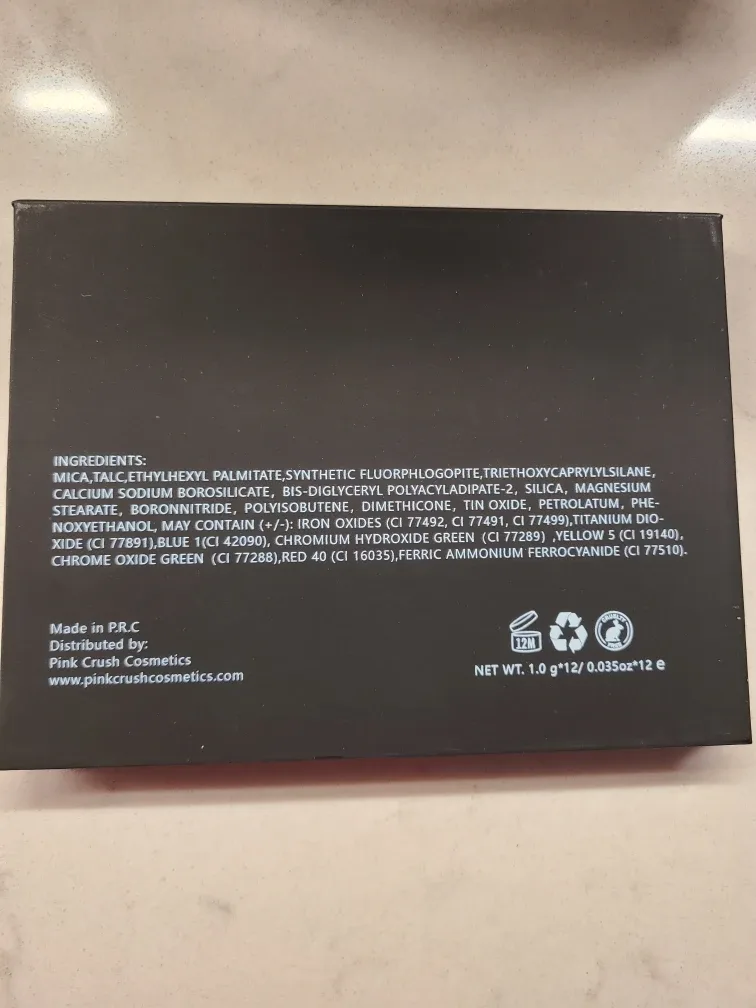 INGREDIENTS:
MICA,TALC,ETHYLHEXYL PALMITATE,SYNTHETIC FLUORPHLOGOPITE,TRIETHOXYCAPRYLYLSILANE,
CALCIUM SODIUM BOROSILICATE, BIS-DIGLYCERYL POLYACYLADIPATE-2, SILICA, MAGNESIUM
STEARATE, BORONNITRIDE, POLYISOBUTENE, DIMETHICONE, TIN OXIDE, PETROLATUM, PHE-
NOXYETHANOL, MAY CONTAIN (+/-): IRON OXIDES (CI 77492, CI 77491, CI 77499),TITANIUM DIO-
XIDE (CI 77891),BLUE 1(CI 42090), CHROMIUM HYDROXIDE GREEN (CI 77289) ,YELLOW 5 (CI 19140),
CHROME OXIDE GREEN (CI 77288),RED 40 (CI 16035),FERRIC AMMONIUM FERROCYANIDE (CI 77510).
Made in P.R.C
Distributed by:
Pink Crush Cosmetics
www.pinkcrushcosmetics.com
12M
CRUELTY
FREE
NET WT. 1.0 g*12/ 0.035oz*12 e